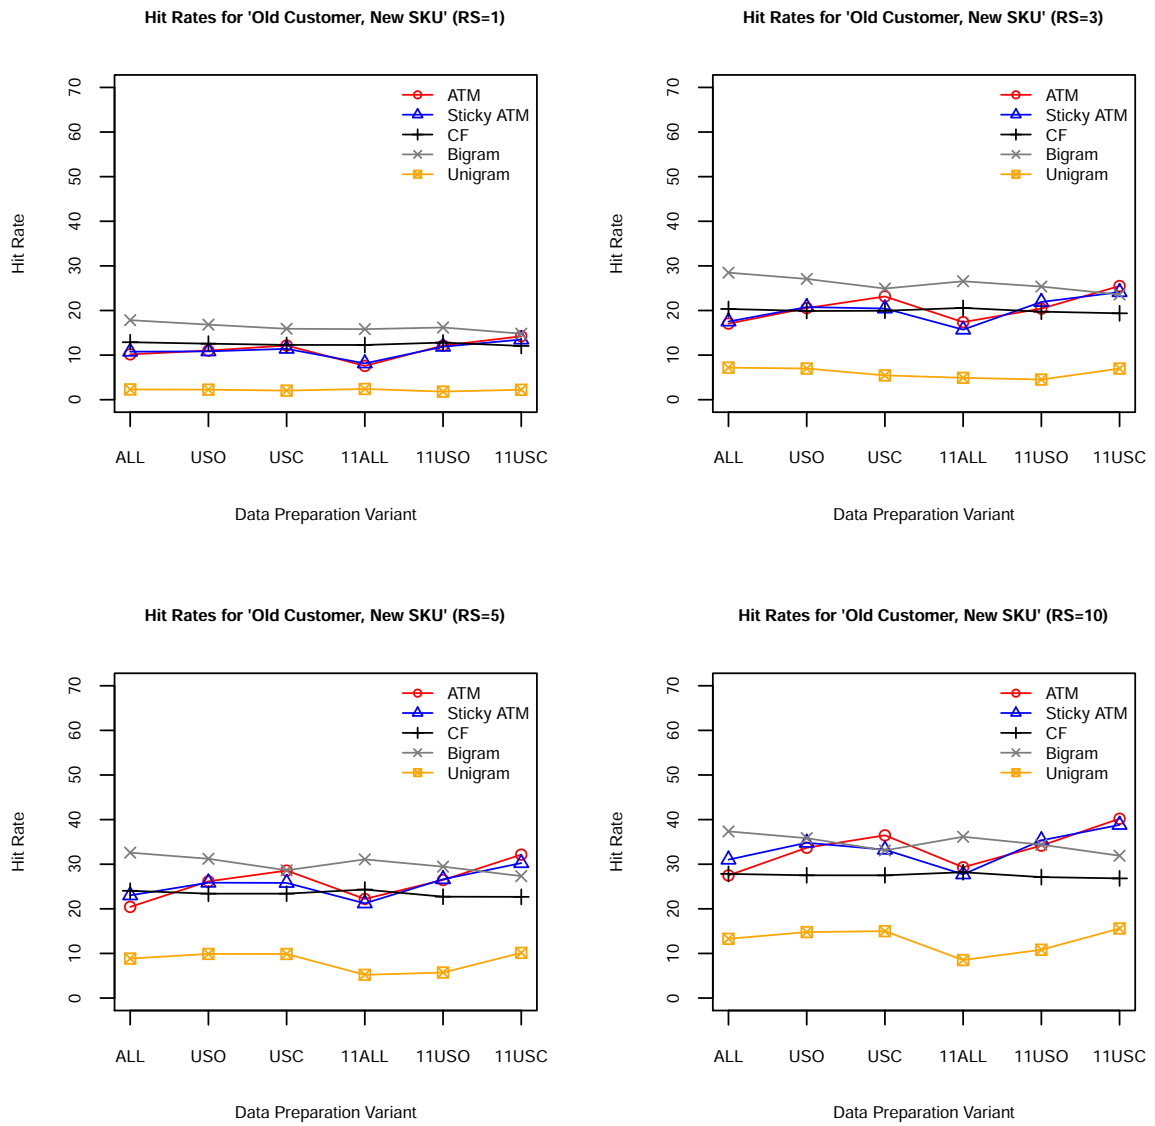 Hit Rates for 'Old Customer, New SKU' (RS=1)
Hit Rate
70
60
50
40
30
20
10
0
ATM
Sticky ATM
CF
Bigram
Unigram
ALL USO USC 11ALL 11USO 11USC
Data Preparation Variant
Hit Rates for 'Old Customer, New SKU' (RS=3)
Hit Rate
70
60
50
40
30
20
10
0
ATM
Sticky ATM
CF
Bigram
Unigram
ALL USO USC 11ALL 11USO 11USC
Data Preparation Variant
Hit Rates for 'Old Customer, New SKU' (RS=5)
Hit Rate
70
60
50
40
30
20
10
0
ATM
Sticky ATM
CF
Bigram
Unigram
ALL USO USC 11ALL 11USO 11USC
Data Preparation Variant
Hit Rates for 'Old Customer, New SKU' (RS=10)
Hit Rate
70
60
50
40
30
20
10
0
ATM
Sticky ATM
CF
Bigram
Unigram
ALL USO USC 11ALL 11USO 11USC
Data Preparation Variant